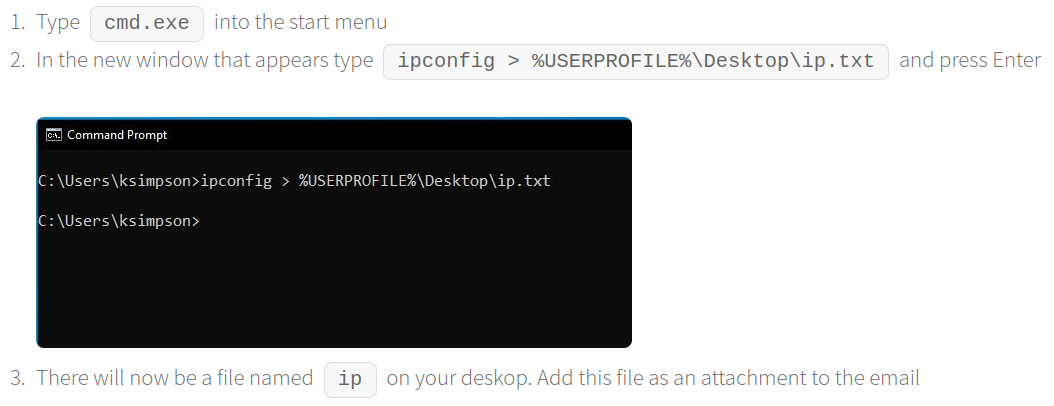 1. Type cmd.exe into the start menu
2. In the new window that appears type ipconfig > %USERPROFILE%\Desktop\ip.txt and press Enter
C:\. Command Prompt
C:\Users\ksimpson>ipconfig > %USERPROFILE%\Desktop\ip.txt
C:\Users\ksimpson>
3. There will now be a file named ip on your deskop. Add this file as an attachment to the email